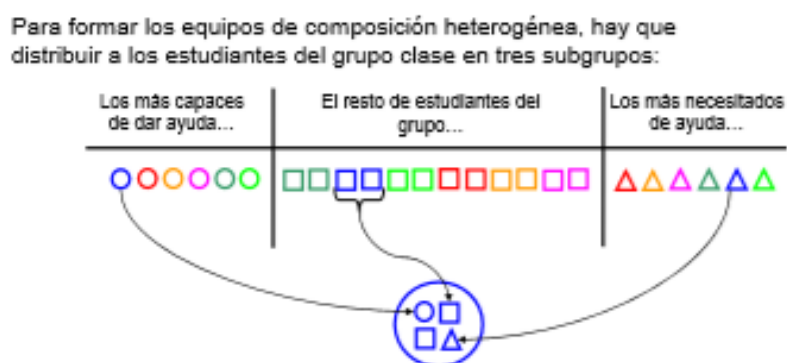 Para formar los equipos de composición heterogénea, hay que
distribuir a los estudiantes del grupo clase en tres subgrupos:
Los más capaces
de dar ayuda...
El resto de estudiantes del
grupo...
Los más necesitados
de ayuda...